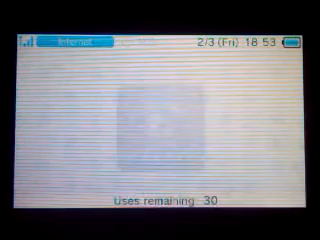 Internet 2/3 (Fri) 18 53
Uses remaining: 30